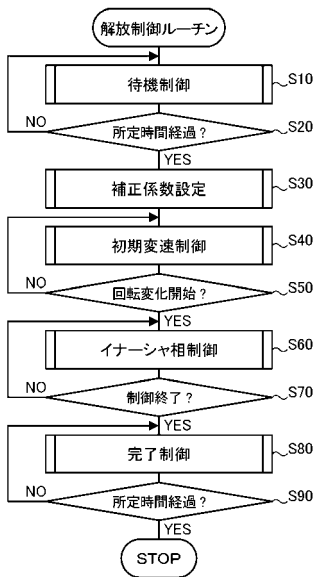 解放制御ルーチン
待機制御
S10
NO
所定時間経過？
S20
YES
補正係数設定
S30
初期変速制御
S40
NO
回転変化開始？
S50
YES
イナーシャ相制御
S60
NO
制御終了？
S70
YES
完了制御
S80
NO
所定時間経過？
S90
YES
STOP